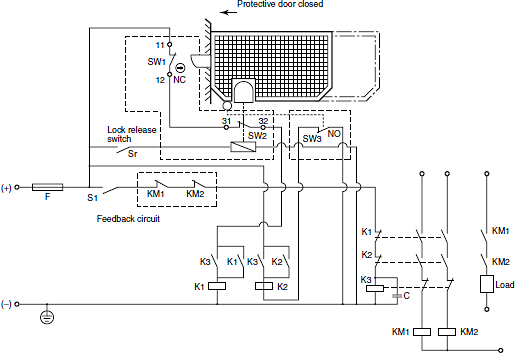 Protective door closed
11
SW1
12 NC
31 32
SW2
SW3 NO
Lock release
switch
Sr
(+)
F
S1
KM1 KM2
Feedback circuit
K3 K1 K3 K2
K1 K2
K1
K2
K3
C
KM1
KM2
Load
(−)
KM1 KM2